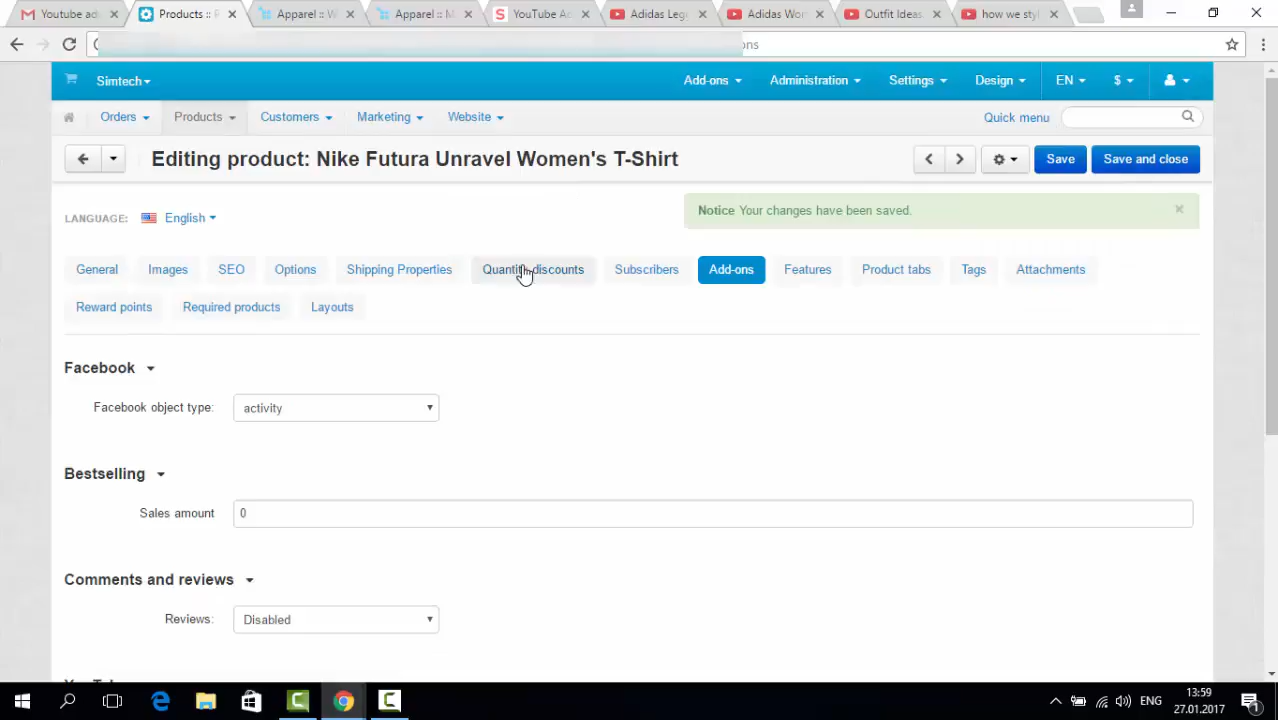 Youtube ad
Products :: P
Apparel :: W
Apparel :: M
YouTube Ad
Adidas Leg
Adidas Wom
Outfit Ideas
how we sty
ons
Simtech
Add-ons
Administration
Settings
Design
EN
$
Orders
Products
Customers
Marketing
Website
Quick menu
Editing product: Nike Futura Unravel Women's T-Shirt
Save
Save and close
LANGUAGE:
English
Notice Your changes have been saved.
General
Images
SEO
Options
Shipping Properties
Quantity discounts
Subscribers
Add-ons
Features
Product tabs
Tags
Attachments
Reward points
Required products
Layouts
Facebook
Facebook object type:
activity
Bestselling
Sales amount
0
Comments and reviews
Reviews:
Disabled
ENG
13:59
27.01.2017